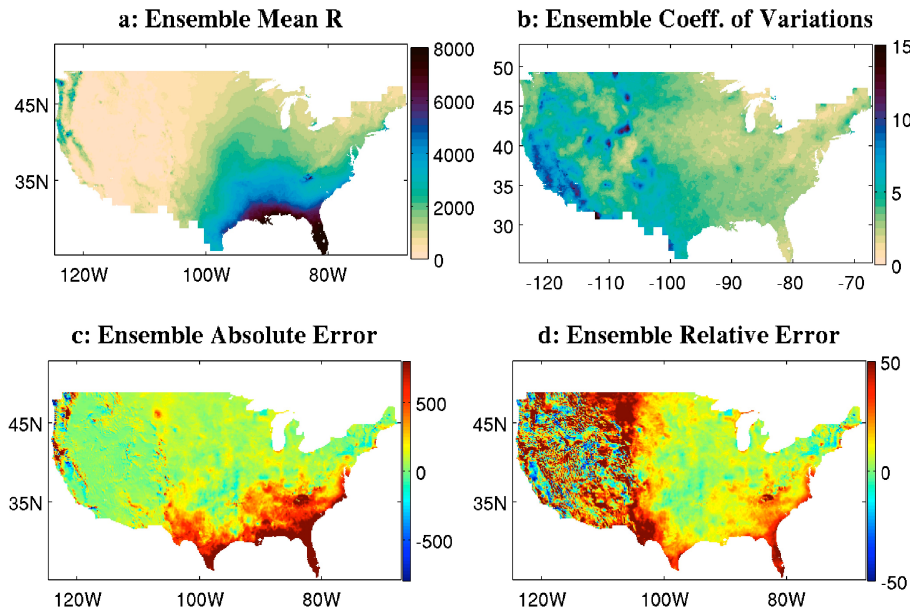 a: Ensemble Mean R
45N
35N
120W 100W 80W
8000
6000
4000
2000
0
b: Ensemble Coeff. of Variations
50
45
40
35
30
-120 -110 -100 -90 -80 -70
15
10
5
0
c: Ensemble Absolute Error
45N
35N
120W 100W 80W
500
0
-500
d: Ensemble Relative Error
45N
35N
120W 100W 80W
50
0
-50